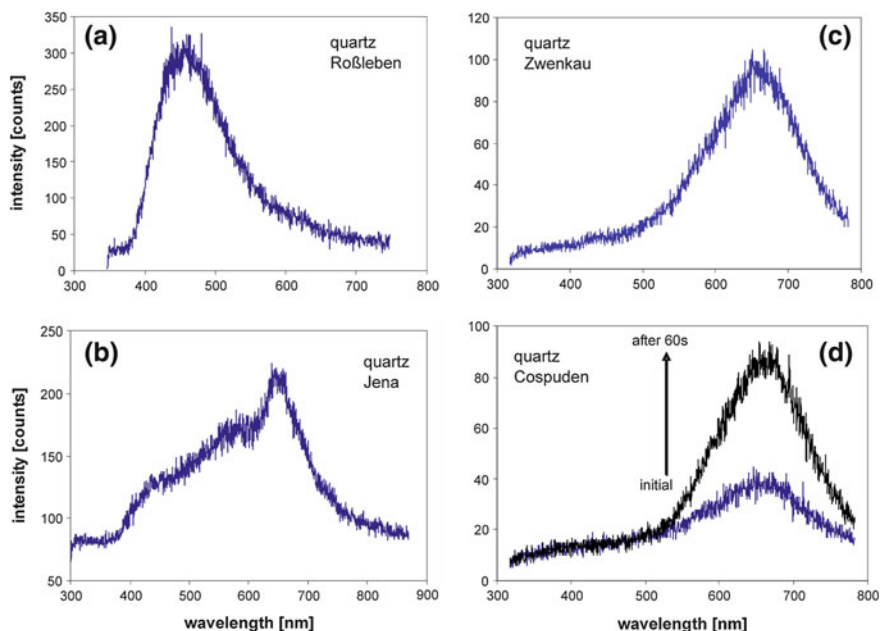 (a)
quartz
Roßleben
intensity [counts]
350
300
250
200
150
100
50
0
300 400 500 600 700 800
(c)
quartz
Zwenkau
120
100
80
60
40
20
0
300 400 500 600 700 800
(b)
quartz
Jena
intensity [counts]
250
200
150
100
50
300 400 500 600 700 800 900
wavelength [nm]
(d)
quartz
Cospuden
after 60s
initial
100
80
60
40
20
0
300 400 500 600 700 800
wavelength [nm]